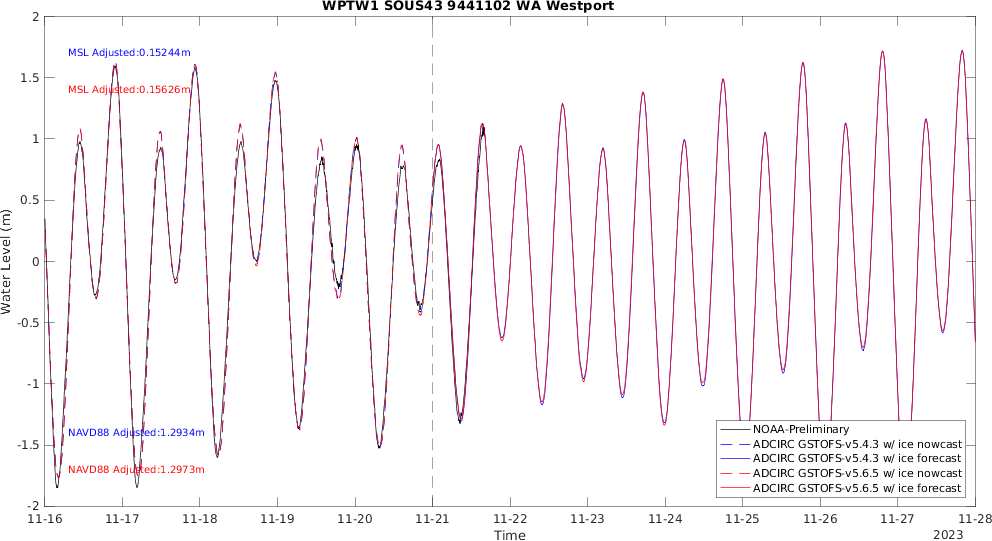 WPTW1 SOUS43 9441102 WA Westport
2
1.5
1
0.5
0
-0.5
-1
-1.5
-2
Water Level (m)
MSL Adjusted:0.15244m
MSL Adjusted:0.15626m
NAVD88 Adjusted:1.2934m
NAVD88 Adjusted:1.2973m
NOAA-Preliminary
ADCIRC GSTOFS-v5.4.3 w/ ice nowcast
ADCIRC GSTOFS-v5.4.3 w/ ice forecast
ADCIRC GSTOFS-v5.6.5 w/ ice nowcast
ADCIRC GSTOFS-v5.6.5 w/ ice forecast
11-16 11-17 11-18 11-19 11-20 11-21 11-22 11-23 11-24 11-25 11-26 11-27 11-28
Time
2023